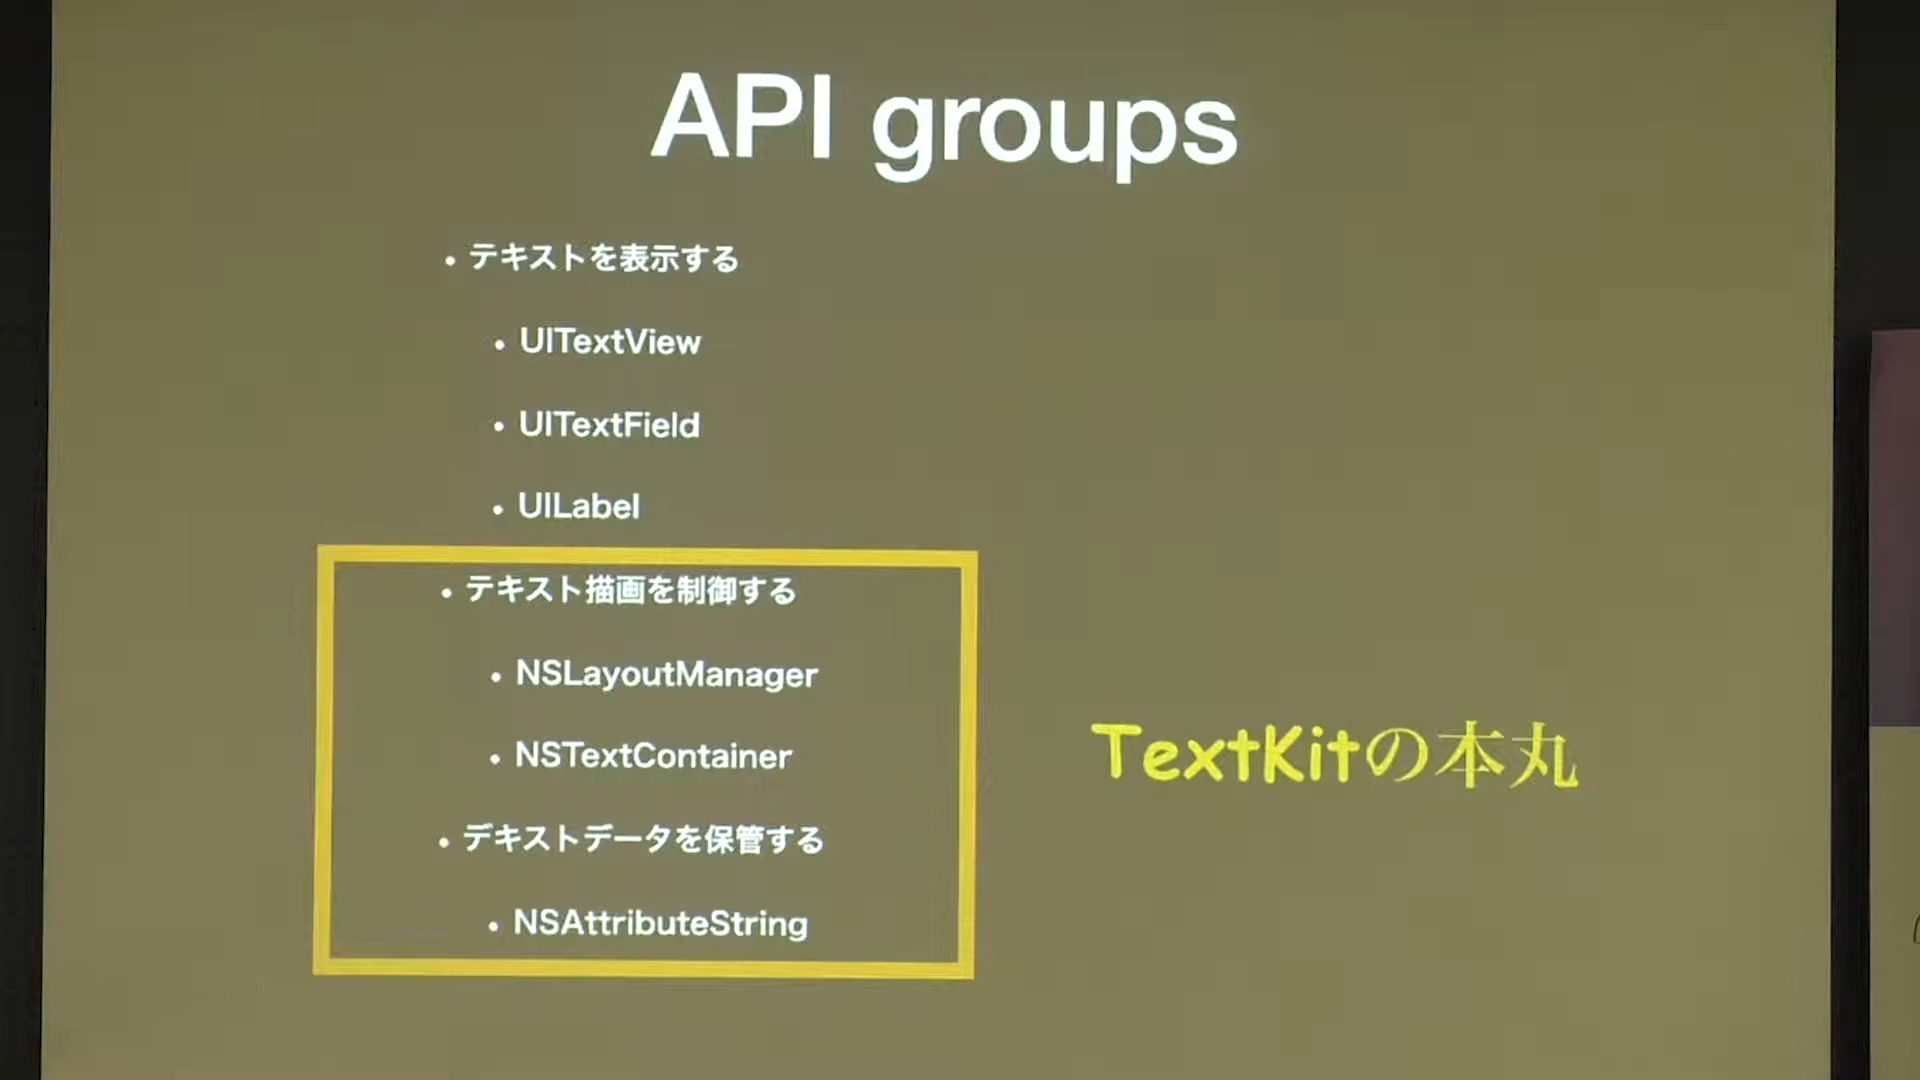 API groups
• テキストを表示する
• UITextView
• UITextField
• UILabel
• テキスト描画を制御する
• NSLayoutManager
• NSTextContainer
• デキストデータを保管する
• NSAttributeString
TextKitの本丸